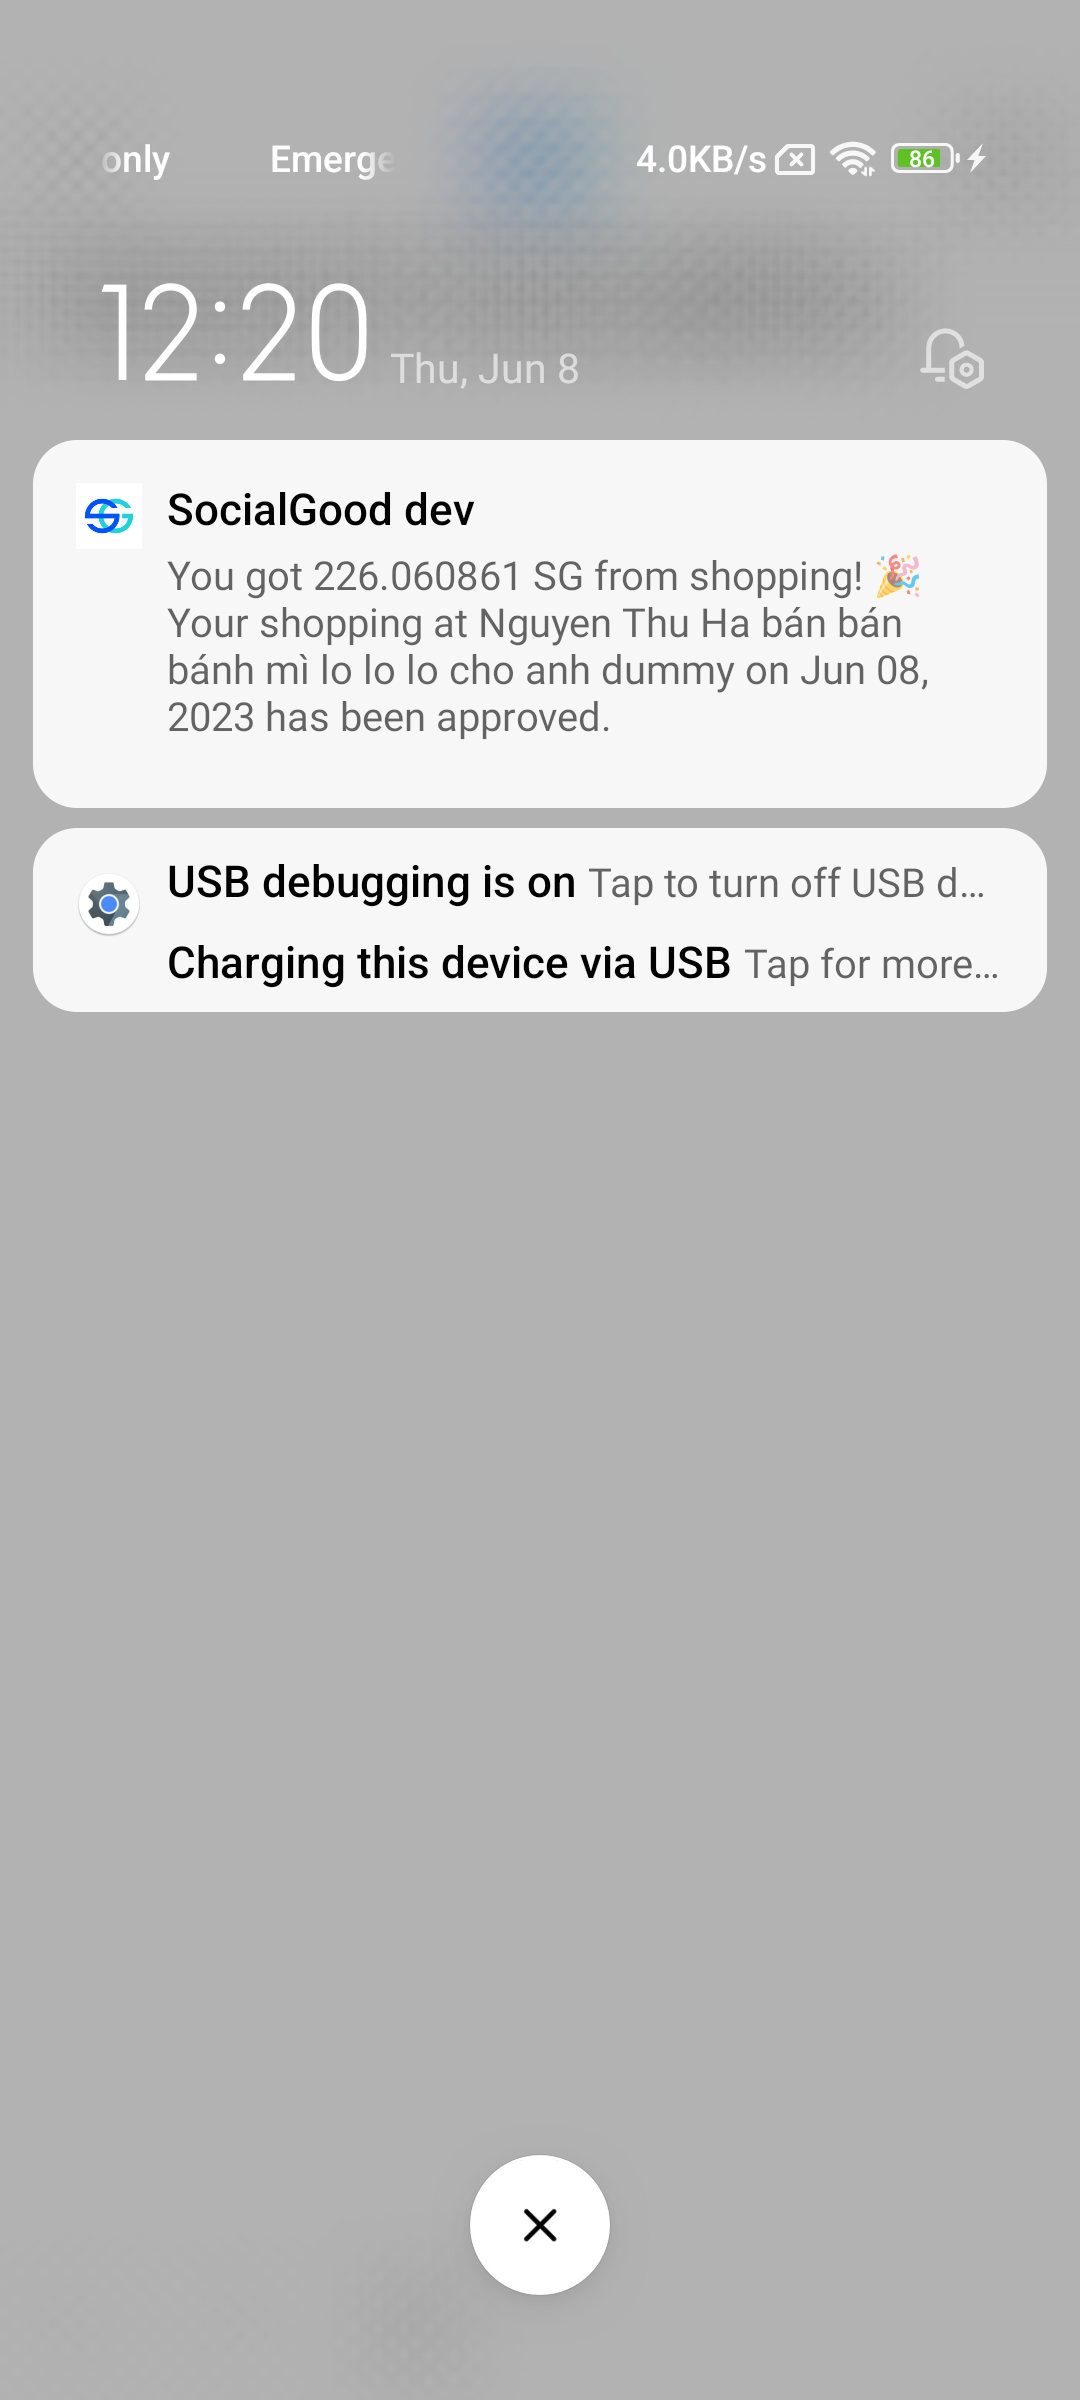 only Emerge 4.0KB/s 86
12:20 Thu, Jun 8
SocialGood dev
You got 226.060861 SG from shopping! 🎉
Your shopping at Nguyen Thu Ha bán bán
bánh mì lo lo lo cho anh dummy on Jun 08,
2023 has been approved.
USB debugging is on Tap to turn off USB d...
Charging this device via USB Tap for more...